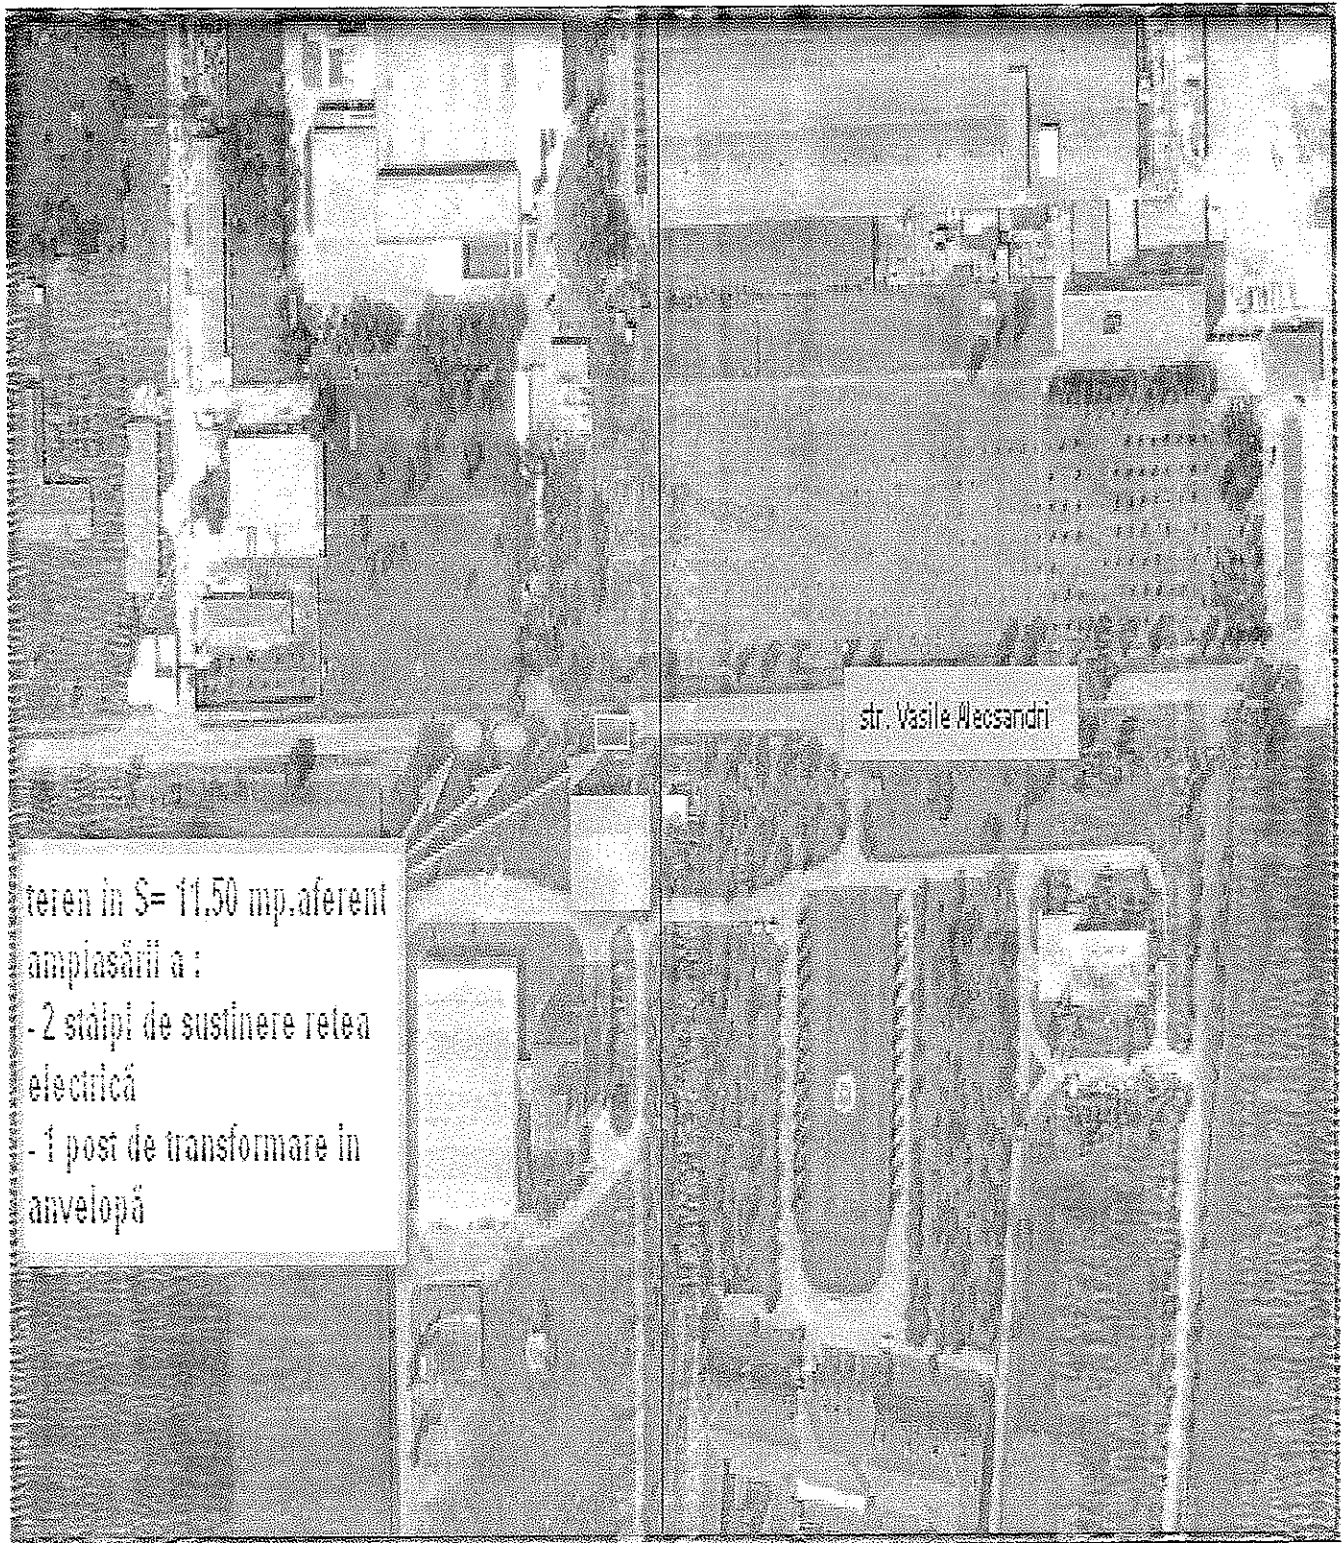 str. Vasile Alecsandri
teren in S= 11.50 mp.aferent
amplasării a :
- 2 stâlpi de sustinere retea
electrică
- 1 post de transformare in
anvelopă